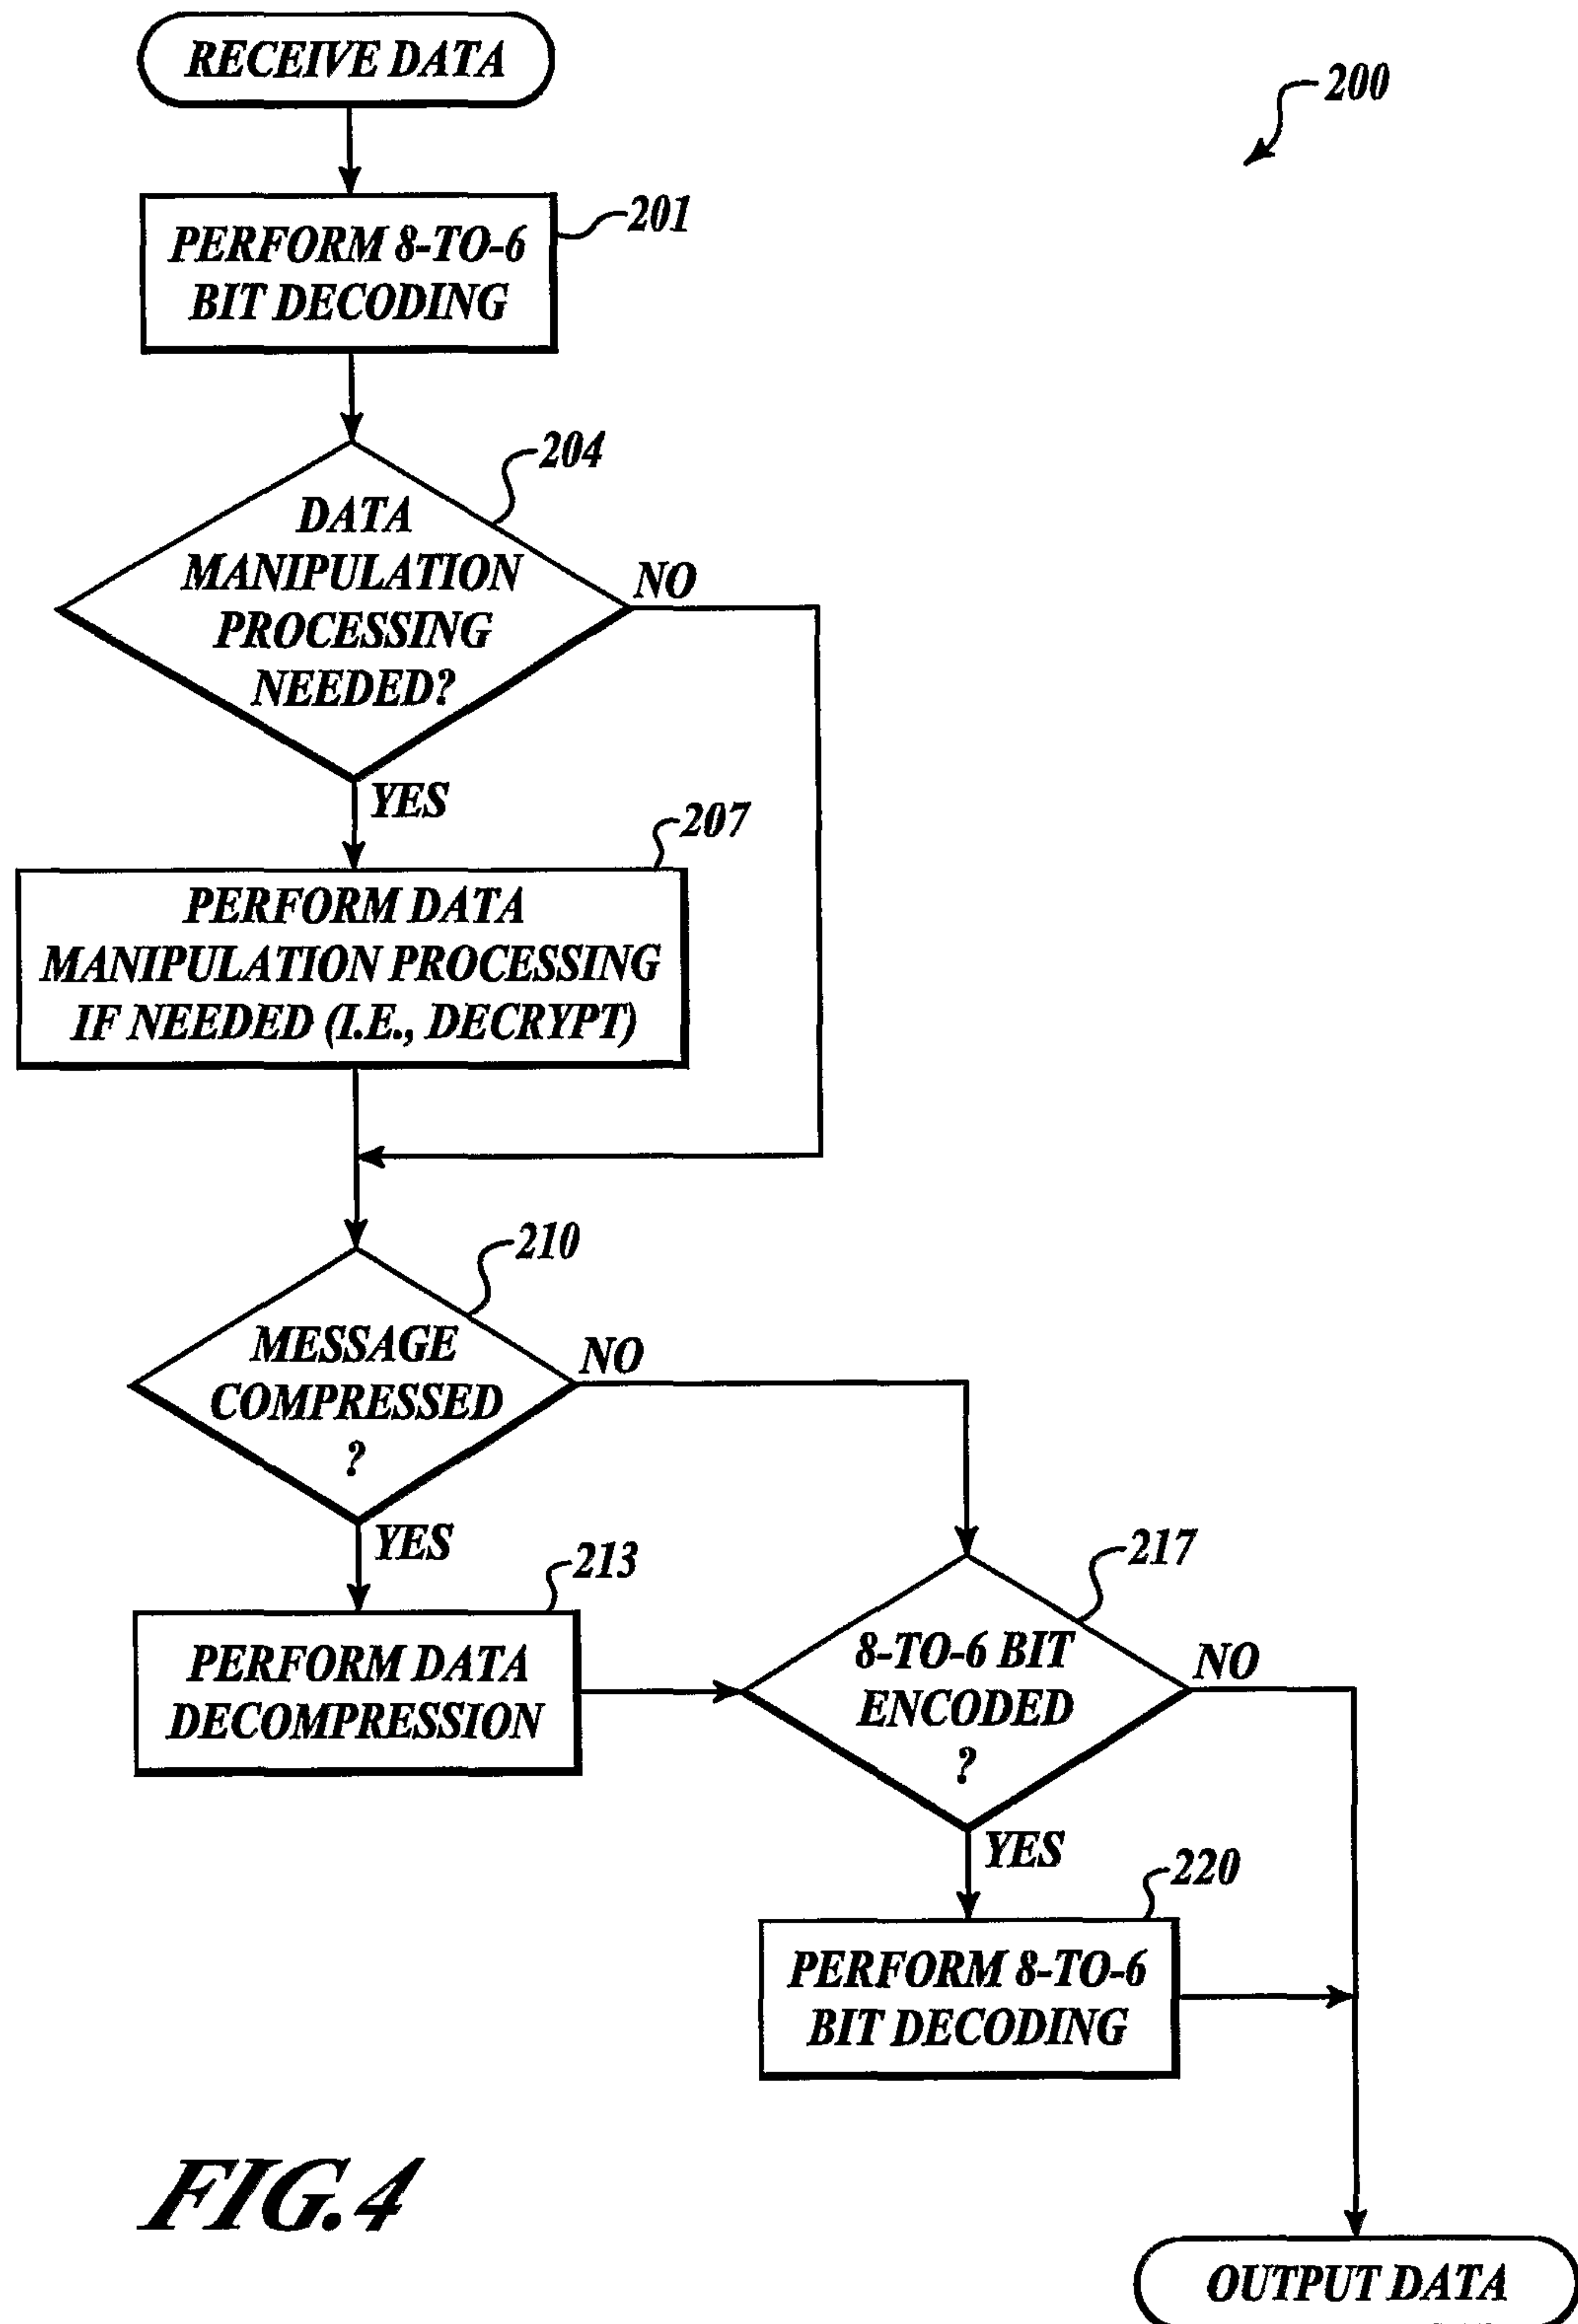 RECEIVE DATA
200
201
PERFORM 8-TO-6
BIT DECODING
204
DATA
MANIPULATION
PROCESSING
NEEDED?
NO
YES
207
PERFORM DATA
MANIPULATION PROCESSING
IF NEEDED (I.E., DECRYPT)
210
MESSAGE
COMPRESSED
?
NO
YES
213
PERFORM DATA
DECOMPRESSION
217
8-TO-6 BIT
ENCODED
?
NO
YES
220
PERFORM 8-TO-6
BIT DECODING
OUTPUT DATA
FIG.4